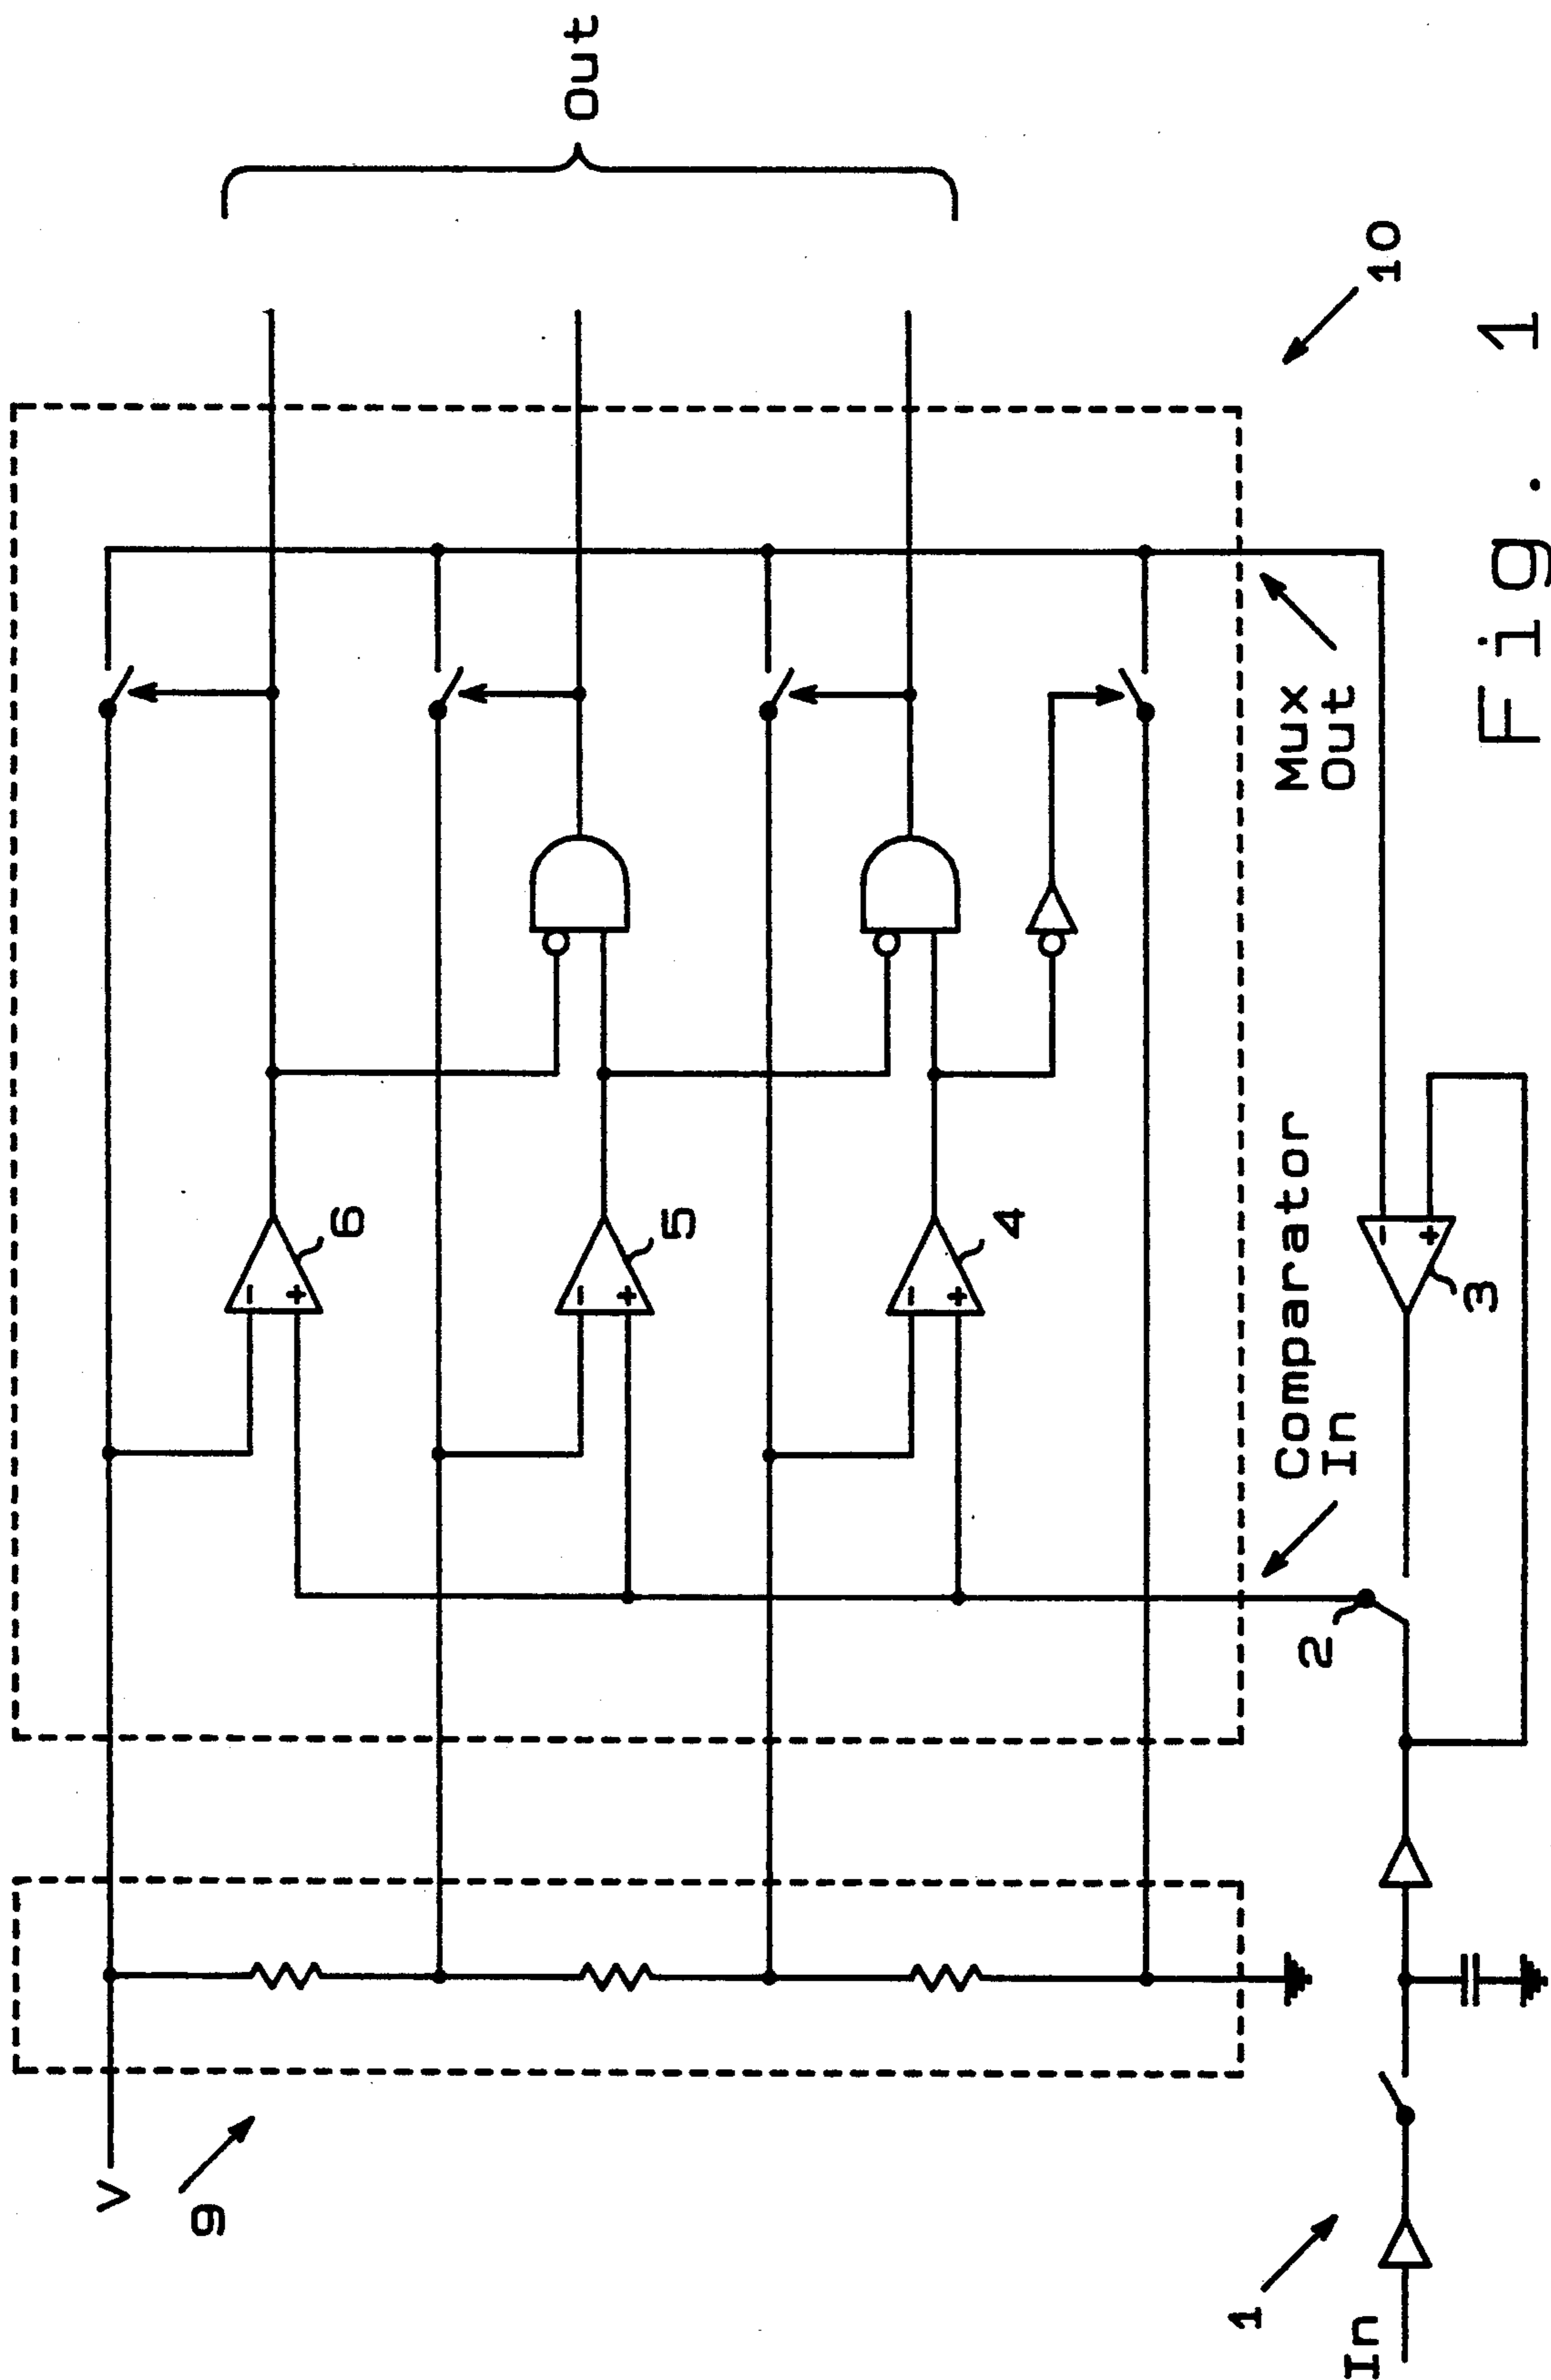 V
9
1
In
6
5
4
-
+
-
+
-
+
Out
Comparator
In
Mux
Out
2
3
-
+
10
Fig. 1